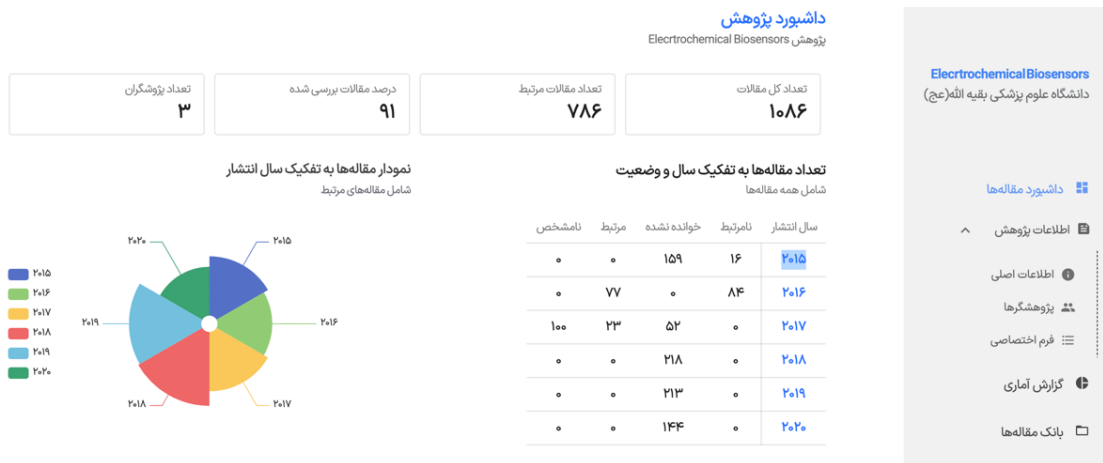 Elecrtrochemical Biosensors
دانشگاه علوم پزشکی بقیه الله(عج)
داشبورد مقاله‌ها
اطلاعات پژوهش
اطلاعات اصلی
پژوهشگرها
فرم اختصاصی
گزارش آماری
بانک مقاله‌ها
داشبورد پژوهش
پژوهش Elecrtrochemical Biosensors
تعداد کل مقالات
۱۰۸۶
تعداد مقالات مرتبط
۷۸۶
درصد مقالات بررسی شده
۹۱
تعداد پژوشگران
۳
تعداد مقاله‌ها به تفکیک سال و وضعیت
شامل همه مقاله‌ها
سال انتشار نامرتبط خوانده نشده مرتبط نامشخص
۲۰۱۵ ۱۶ ۱۵۹ ۰ ۰
۲۰۱۶ ۸۴ ۰ ۷۷ ۰
۲۰۱۷ ۰ ۵۲ ۲۳ ۱۰۰
۲۰۱۸ ۰ ۲۱۸ ۰ ۰
۲۰۱۹ ۰ ۲۱۳ ۰ ۰
۲۰۲۰ ۰ ۱۴۴ ۰ ۰
نمودار مقاله‌ها به تفکیک سال انتشار
شامل مقاله‌های مرتبط
۲۰۱۵
۲۰۱۶
۲۰۱۷
۲۰۱۸
۲۰۱۹
۲۰۲۰
۲۰۱۵
۲۰۱۶
۲۰۱۷
۲۰۱۸
۲۰۱۹
۲۰۲۰